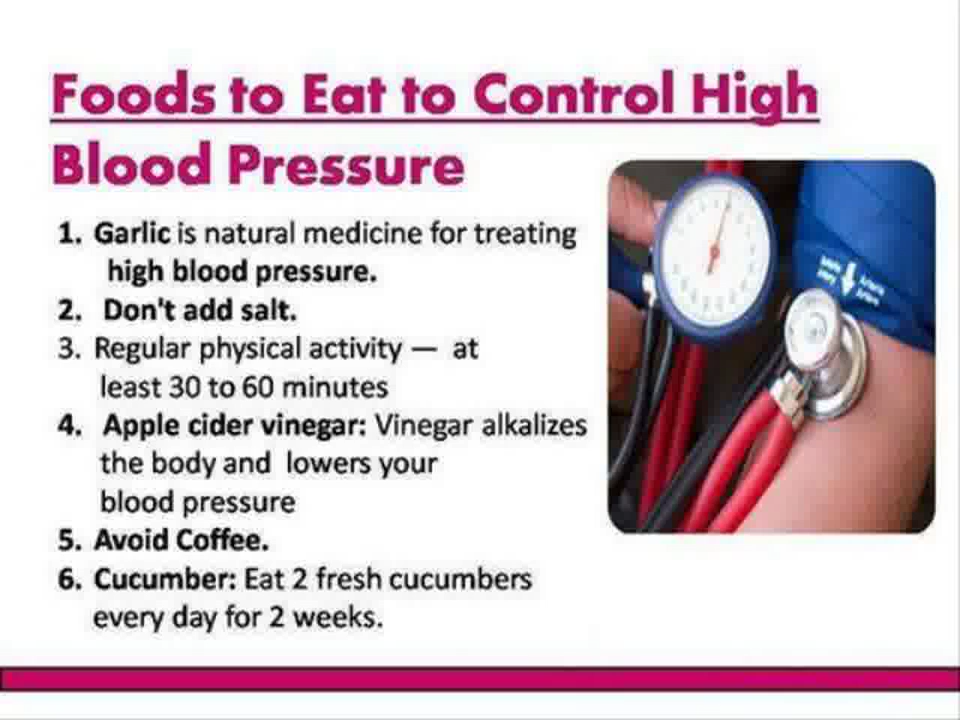 Foods to Eat to Control High
Blood Pressure
1. Garlic is natural medicine for treating
high blood pressure.
2. Don't add salt.
3. Regular physical activity — at
least 30 to 60 minutes
4. Apple cider vinegar: Vinegar alkalizes
the body and lowers your
blood pressure
5. Avoid Coffee.
6. Cucumber: Eat 2 fresh cucumbers
every day for 2 weeks.